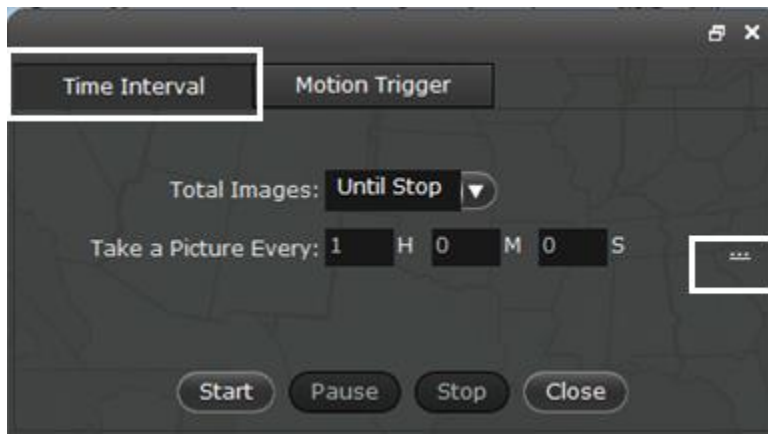 Time Interval Motion Trigger
Total Images: Until Stop
Take a Picture Every: 1 H 0 M 0 S ...
Start Pause Stop Close